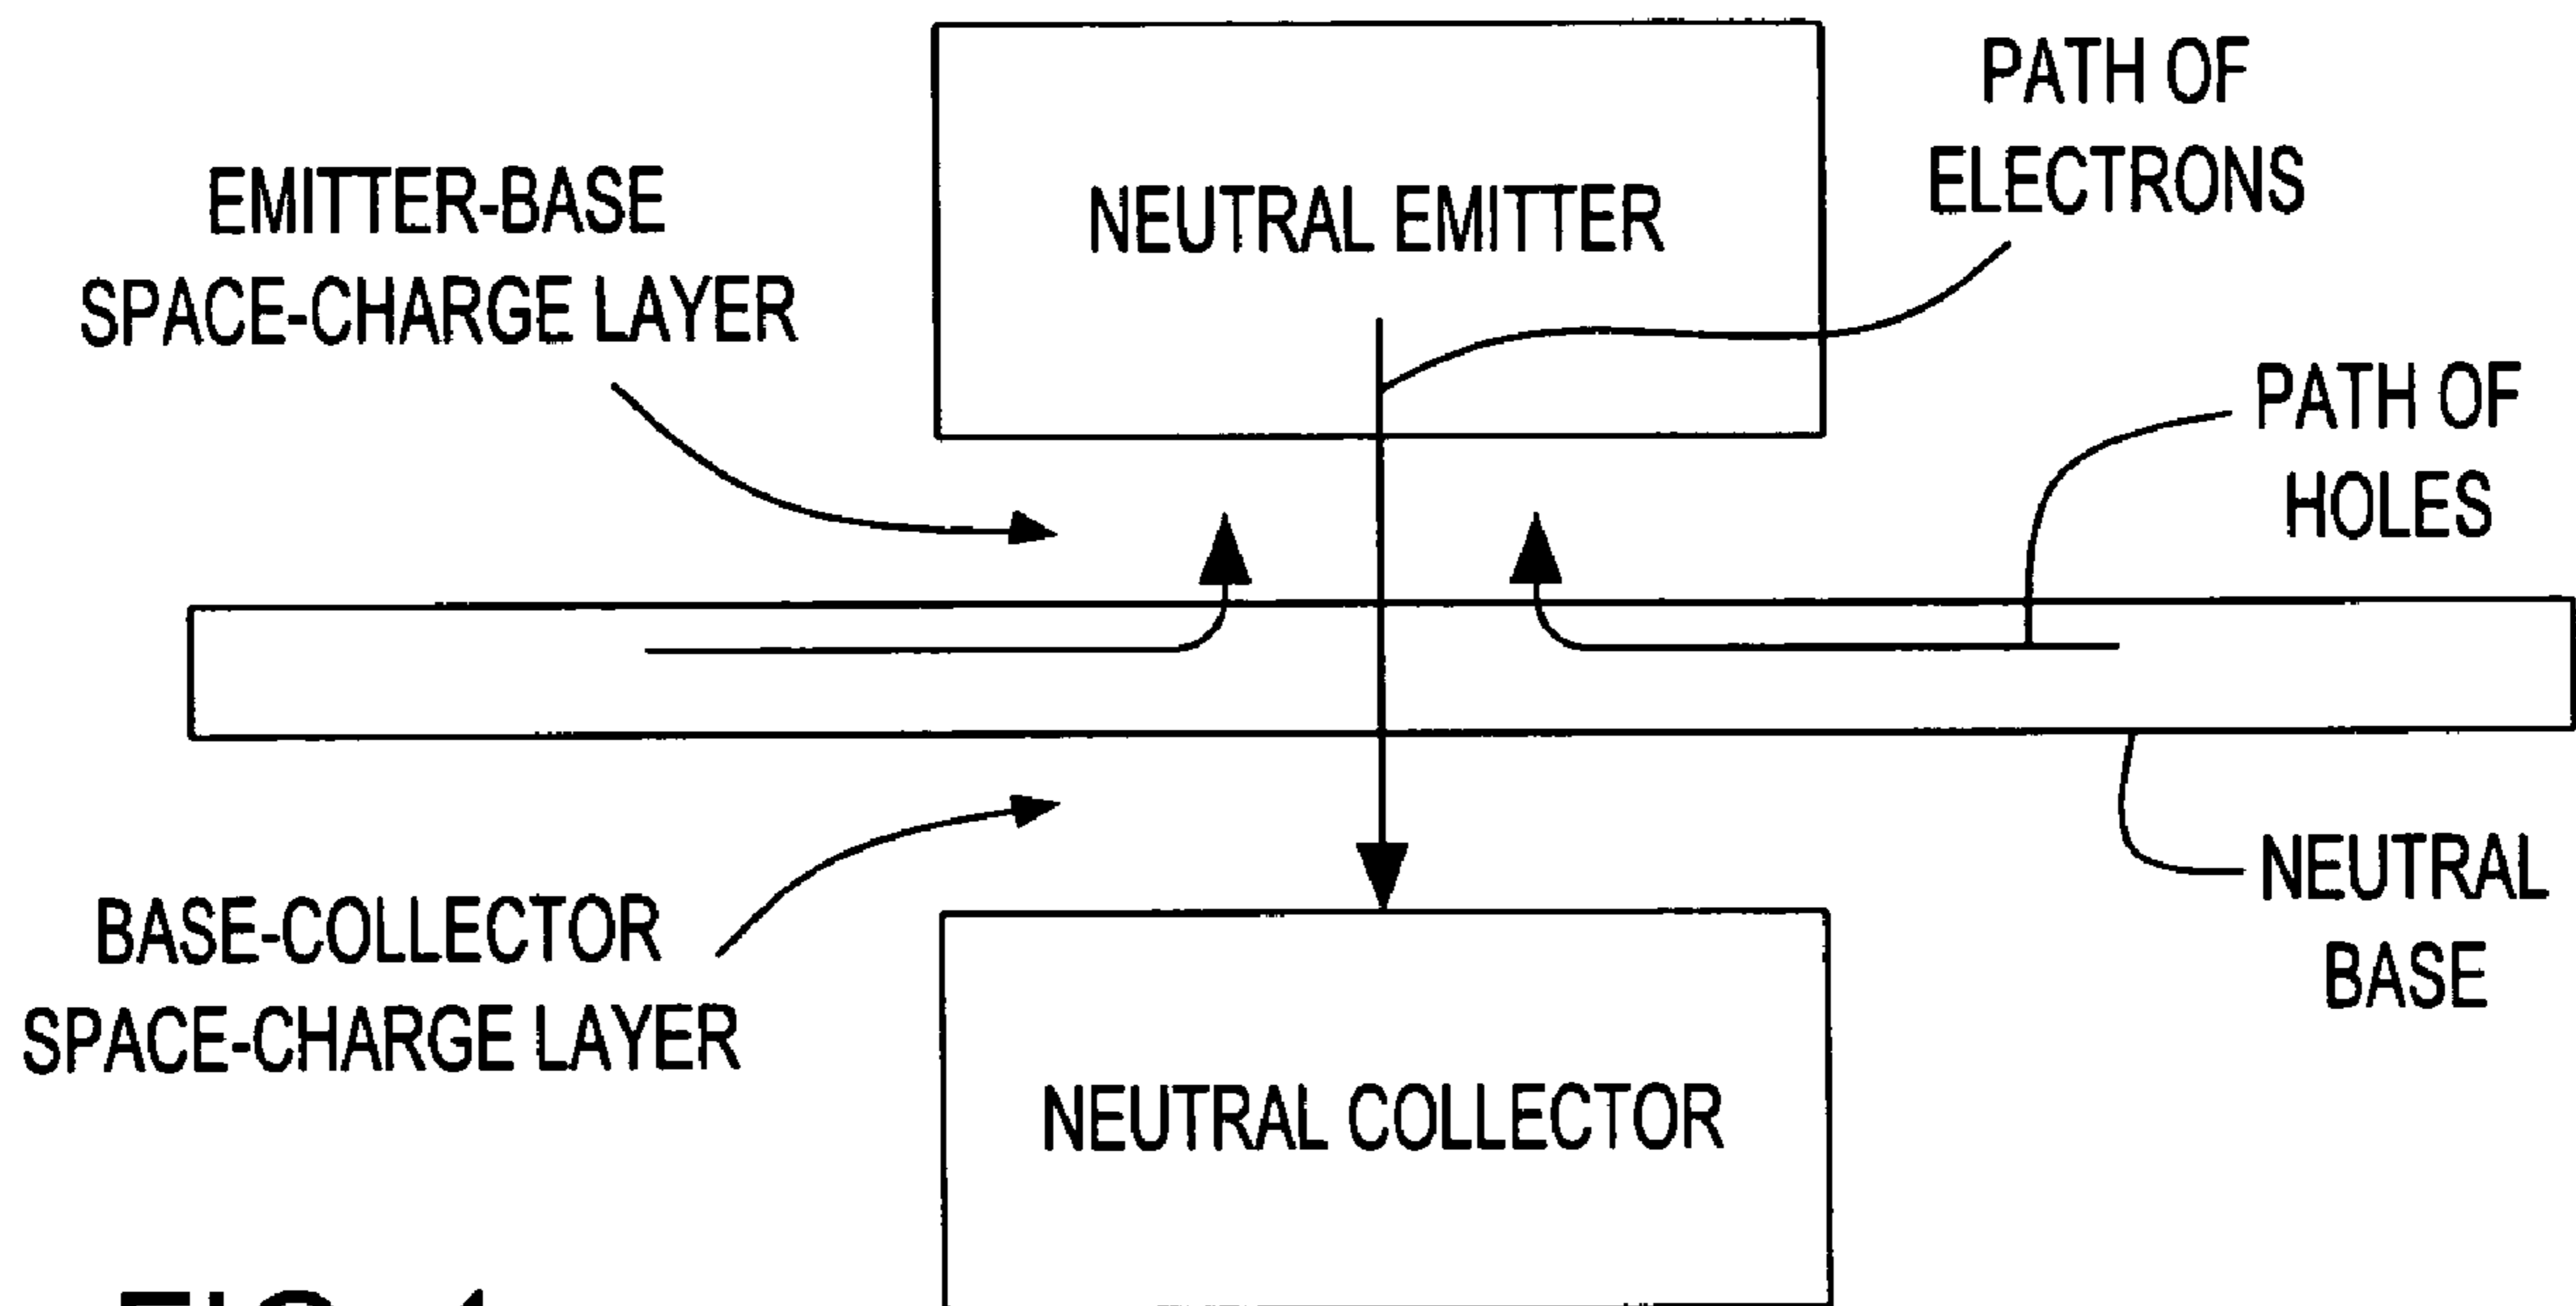 PATH OF
ELECTRONS
EMITTER-BASE
SPACE-CHARGE LAYER
NEUTRAL EMITTER
PATH OF
HOLES
NEUTRAL
BASE
BASE-COLLECTOR
SPACE-CHARGE LAYER
NEUTRAL COLLECTOR